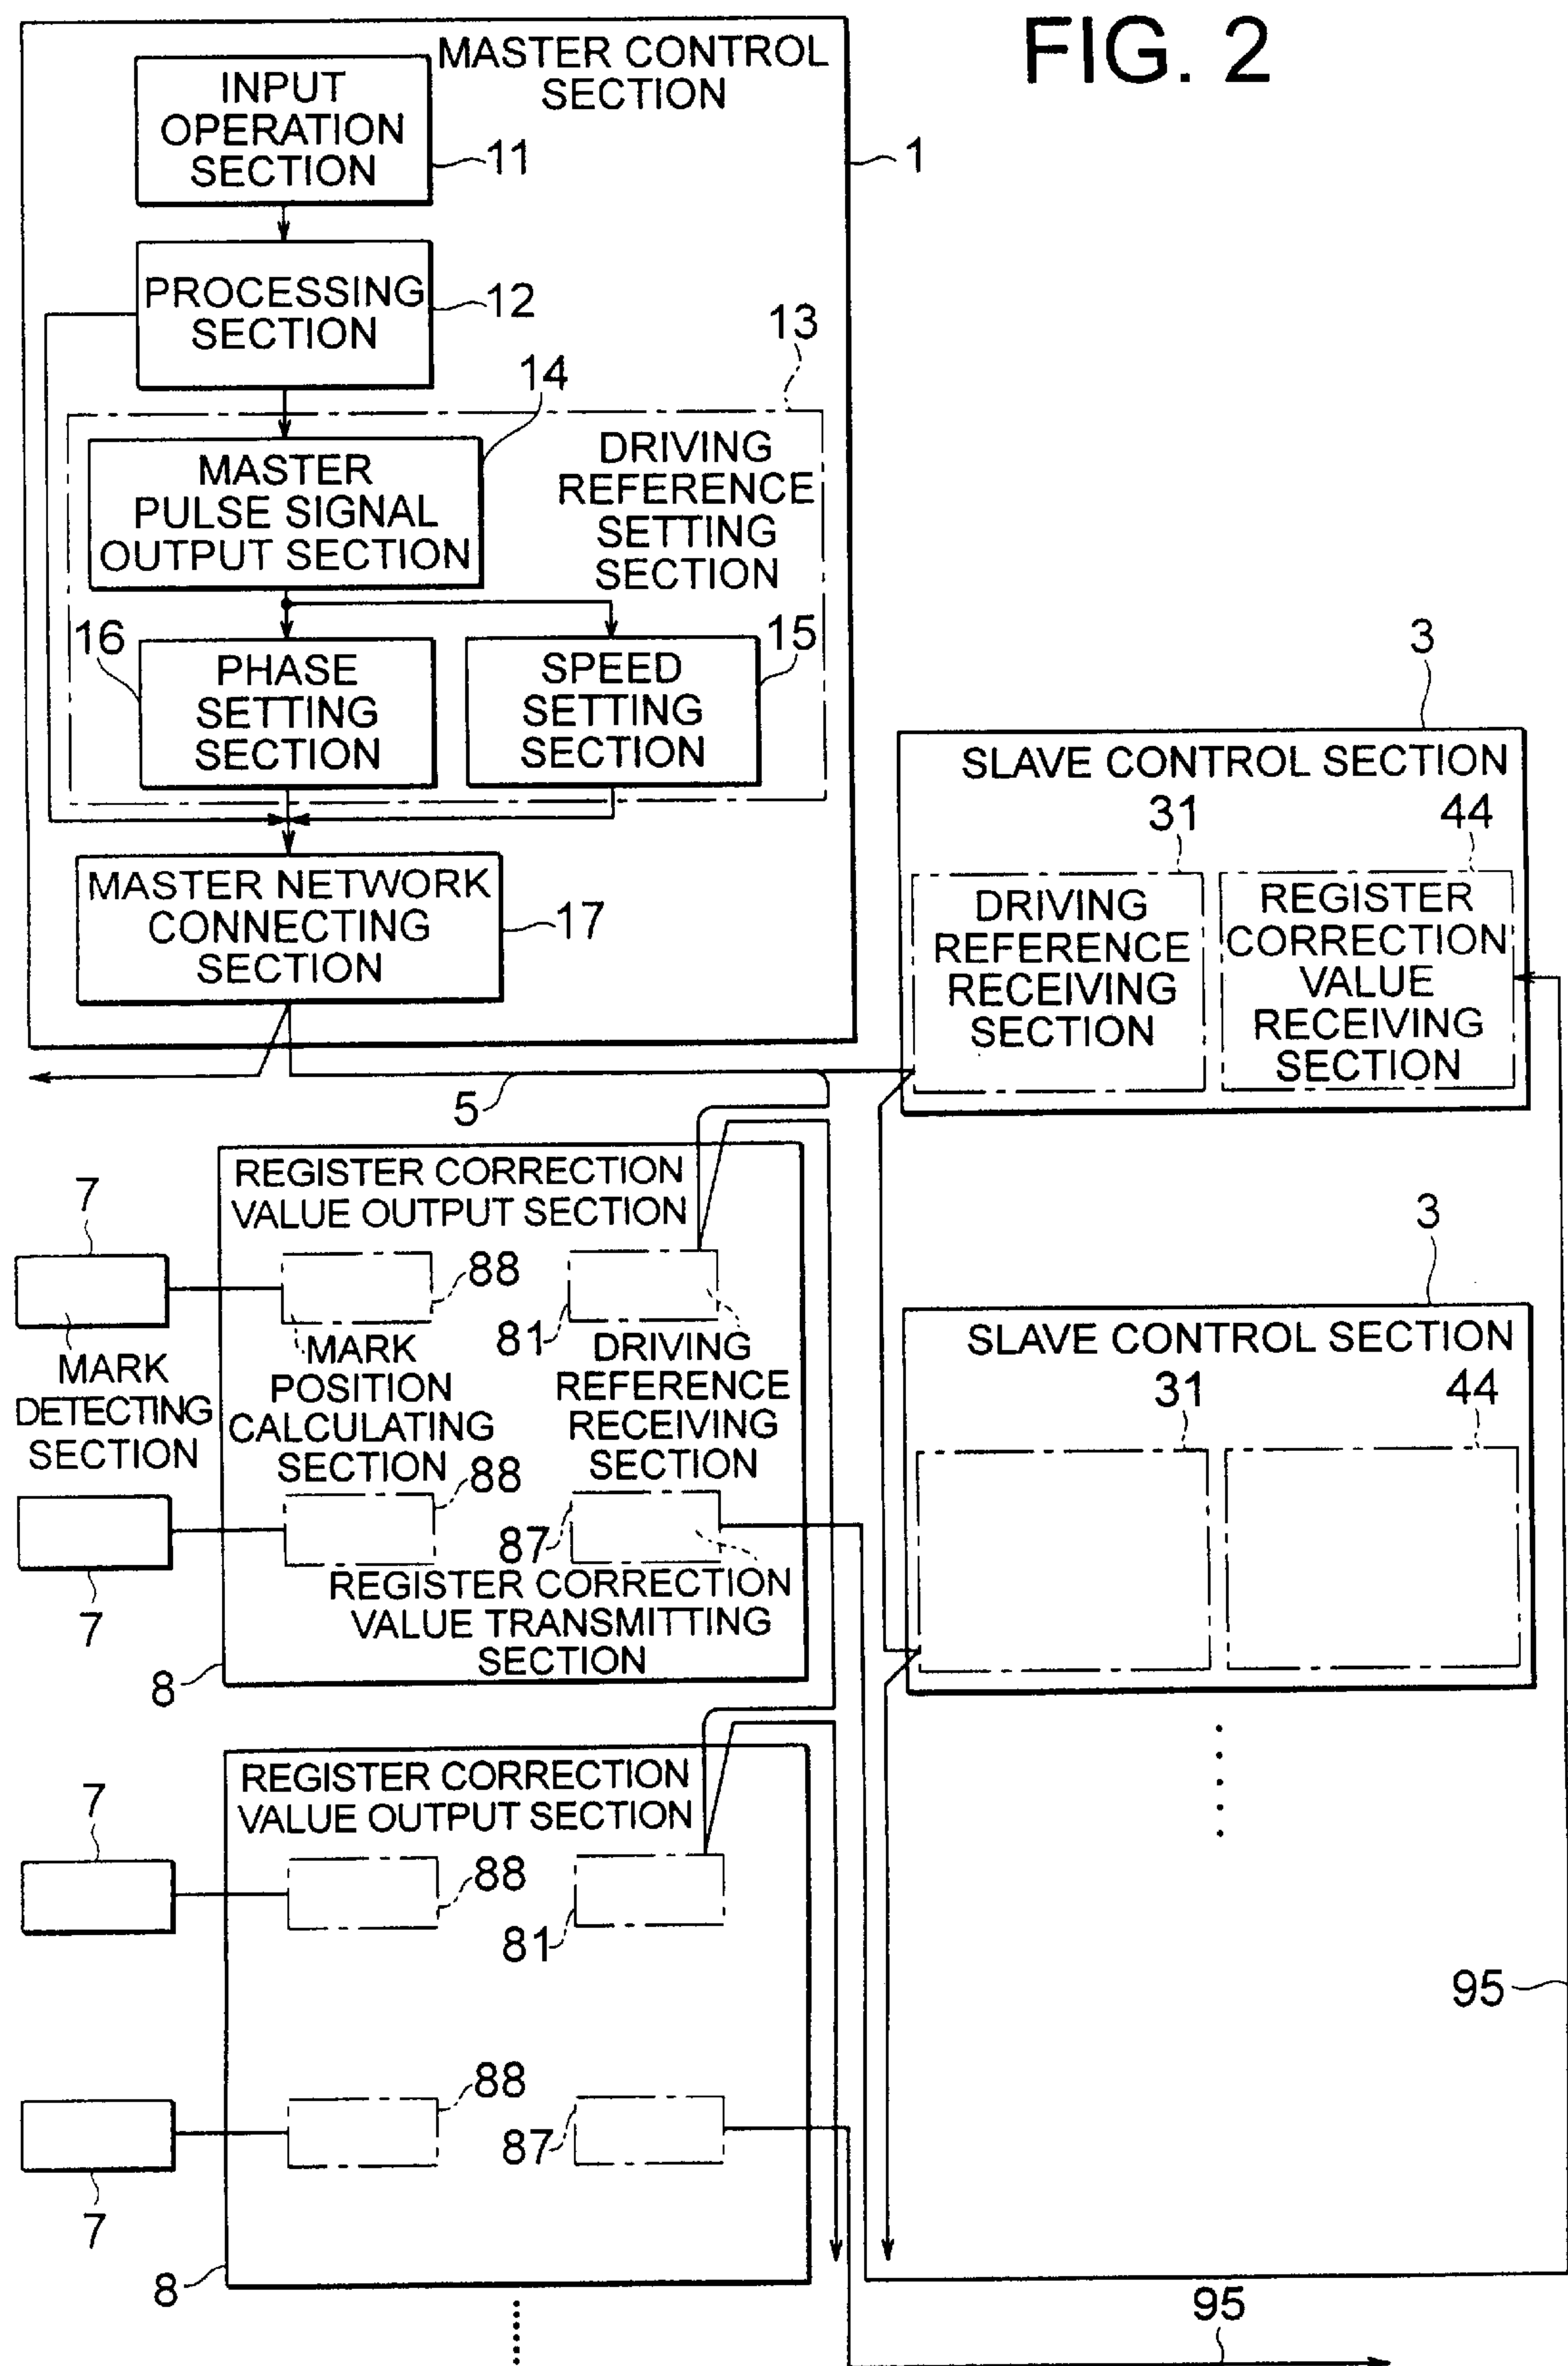 FIG. 2
MASTER CONTROL
SECTION
1
INPUT
OPERATION
SECTION
11
PROCESSING
SECTION
12
13
14
MASTER
PULSE SIGNAL
OUTPUT SECTION
DRIVING
REFERENCE
SETTING
SECTION
16
PHASE
SETTING
SECTION
15
SPEED
SETTING
SECTION
MASTER NETWORK
CONNECTING
SECTION
17
5
3
SLAVE CONTROL SECTION
31
44
DRIVING
REFERENCE
RECEIVING
SECTION
REGISTER
CORRECTION
VALUE
RECEIVING
SECTION
3
SLAVE CONTROL SECTION
31
44
REGISTER CORRECTION
VALUE OUTPUT SECTION
7
88
81
MARK
DETECTING
SECTION
MARK
POSITION
CALCULATING
SECTION
DRIVING
REFERENCE
RECEIVING
SECTION
88
87
7
REGISTER CORRECTION
VALUE TRANSMITTING
SECTION
8
REGISTER CORRECTION
VALUE OUTPUT SECTION
7
88
81
95
88
87
7
8
95